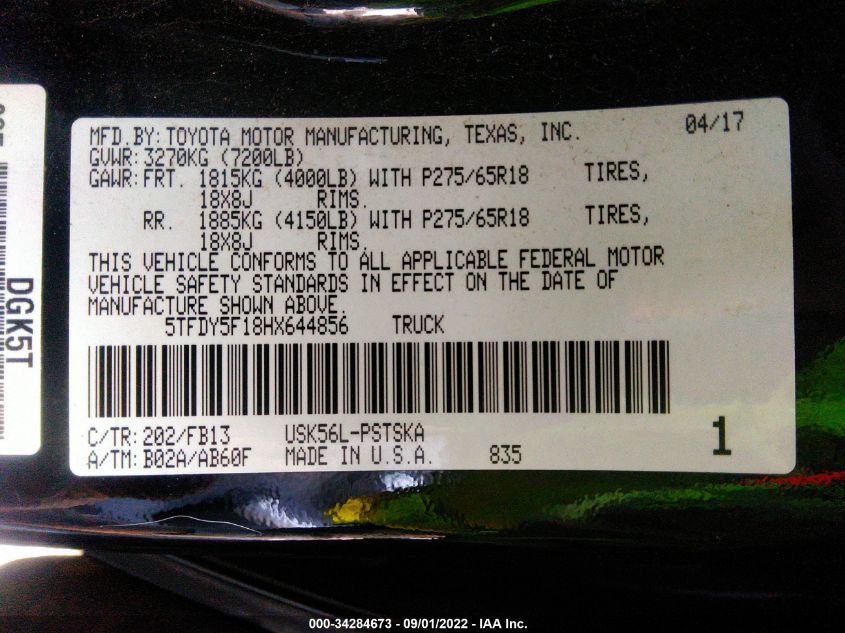 MFD.BY:TOYOTA MOTOR MANUFACTURING, TEXAS, INC. 04/17
GVWR:3270KG (7200LB)
GAWR:FRT. 1815KG (4000LB) WITH P275/65R18 TIRES,
18X8J RIMS.
RR. 1885KG (4150LB) WITH P275/65R18 TIRES,
18X8J RIMS.
THIS VEHICLE CONFORMS TO ALL APPLICABLE FEDERAL MOTOR
VEHICLE SAFETY STANDARDS IN EFFECT ON THE DATE OF
MANUFACTURE SHOWN ABOVE.
5TFDY5F18HX644856 TRUCK
C/TR:202/FB13 USK56L-PSTSKA
A/TM:B02A/AB60F MADE IN U.S.A. 835
1
DGK5T
000-34284673 - 09/01/2022 - IAA Inc.